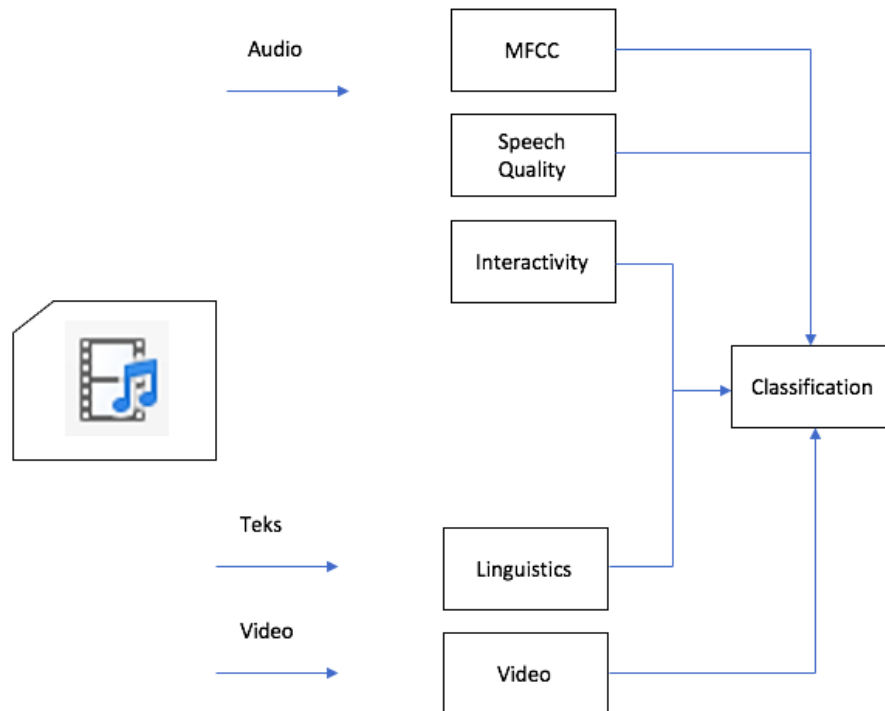 Audio
MFCC
Speech
Quality
Interactivity
Classification
Teks
Linguistics
Video
Video